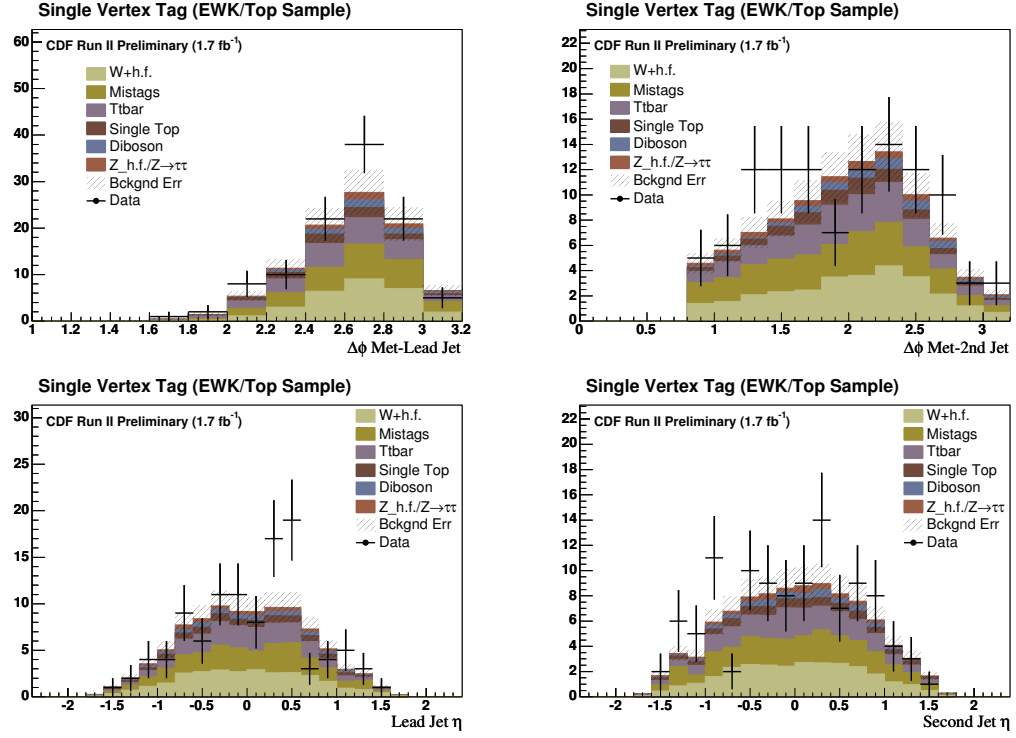 Single Vertex Tag (EWK/Top Sample)
CDF Run II Preliminary (1.7 fb⁻¹)
W+h.f.
Mistags
Ttbar
Single Top
Diboson
Z_h.f./Z→ττ
Bckgnd Err
Data
60
50
40
30
20
10
0
1 1.2 1.4 1.6 1.8 2 2.2 2.4 2.6 2.8 3 3.2
Δϕ Met-Lead Jet
Single Vertex Tag (EWK/Top Sample)
CDF Run II Preliminary (1.7 fb⁻¹)
W+h.f.
Mistags
Ttbar
Single Top
Diboson
Z_h.f./Z→ττ
Bckgnd Err
Data
22
20
18
16
14
12
10
8
6
4
2
0
0 0.5 1 1.5 2 2.5 3
Δϕ Met-2nd Jet
Single Vertex Tag (EWK/Top Sample)
CDF Run II Preliminary (1.7 fb⁻¹)
W+h.f.
Mistags
Ttbar
Single Top
Diboson
Z_h.f./Z→ττ
Bckgnd Err
Data
30
25
20
15
10
5
0
-2 -1.5 -1 -0.5 0 0.5 1 1.5 2
Lead Jet η
Single Vertex Tag (EWK/Top Sample)
CDF Run II Preliminary (1.7 fb⁻¹)
W+h.f.
Mistags
Ttbar
Single Top
Diboson
Z_h.f./Z→ττ
Bckgnd Err
Data
22
20
18
16
14
12
10
8
6
4
2
0
-2 -1.5 -1 -0.5 0 0.5 1 1.5 2
Second Jet η